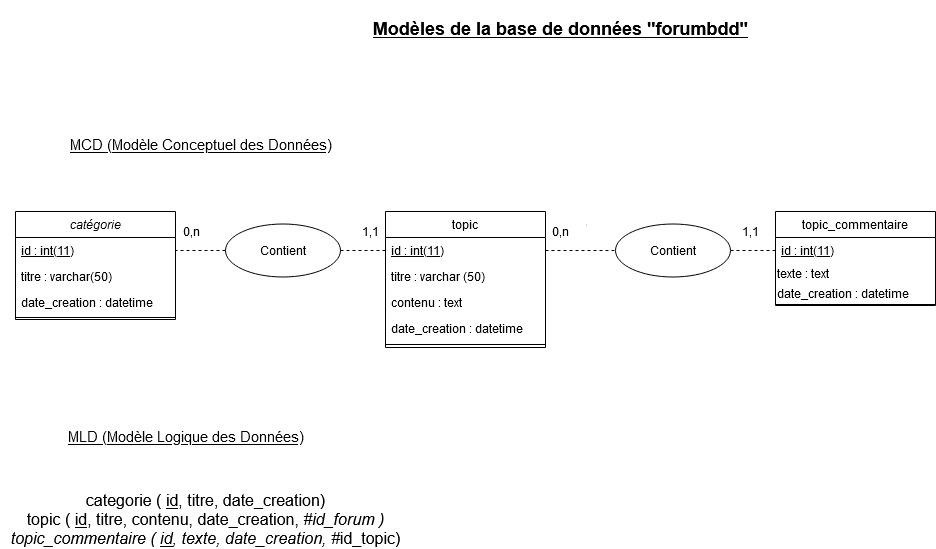 Modèles de la base de données "forumbdd"
MCD (Modèle Conceptuel des Données)
catégorie
id : int(11)
titre : varchar(50)
date_creation : datetime
0,n
Contient
1,1
topic
id : int(11)
titre : varchar (50)
contenu : text
date_creation : datetime
0,n
Contient
1,1
topic_commentaire
id : int(11)
texte : text
date_creation : datetime
MLD (Modèle Logique des Données)
categorie ( id, titre, date_creation)
topic ( id, titre, contenu, date_creation, #id_forum )
topic_commentaire ( id, texte, date_creation, #id_topic)